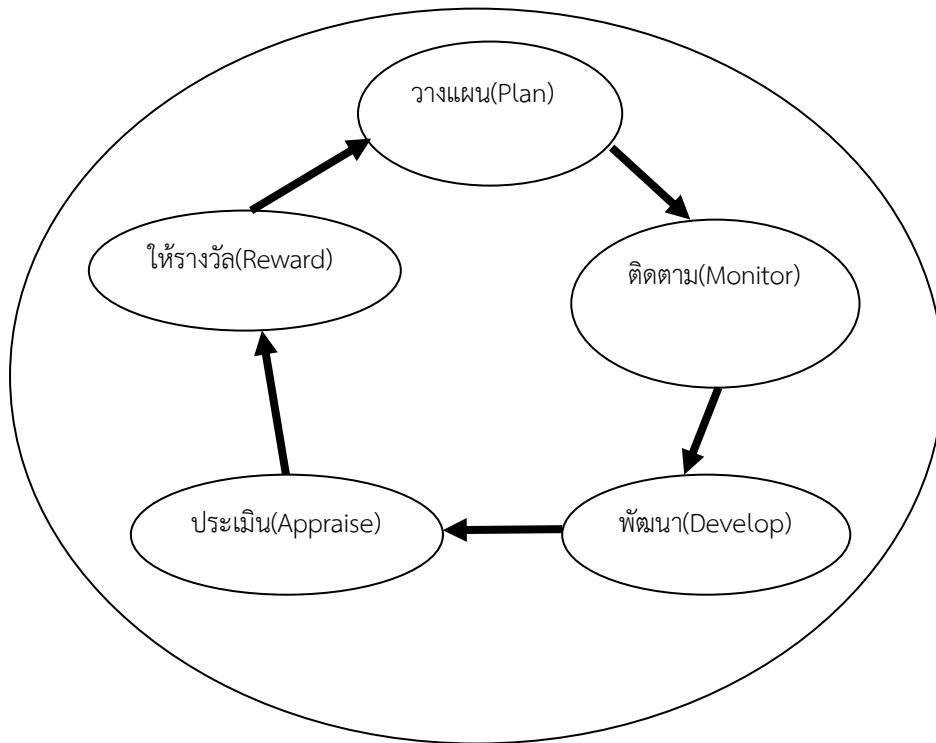 วางแผน(Plan)
ให้รางวัล(Reward)
ติดตาม(Monitor)
ประเมิน(Appraise)
พัฒนา(Develop)